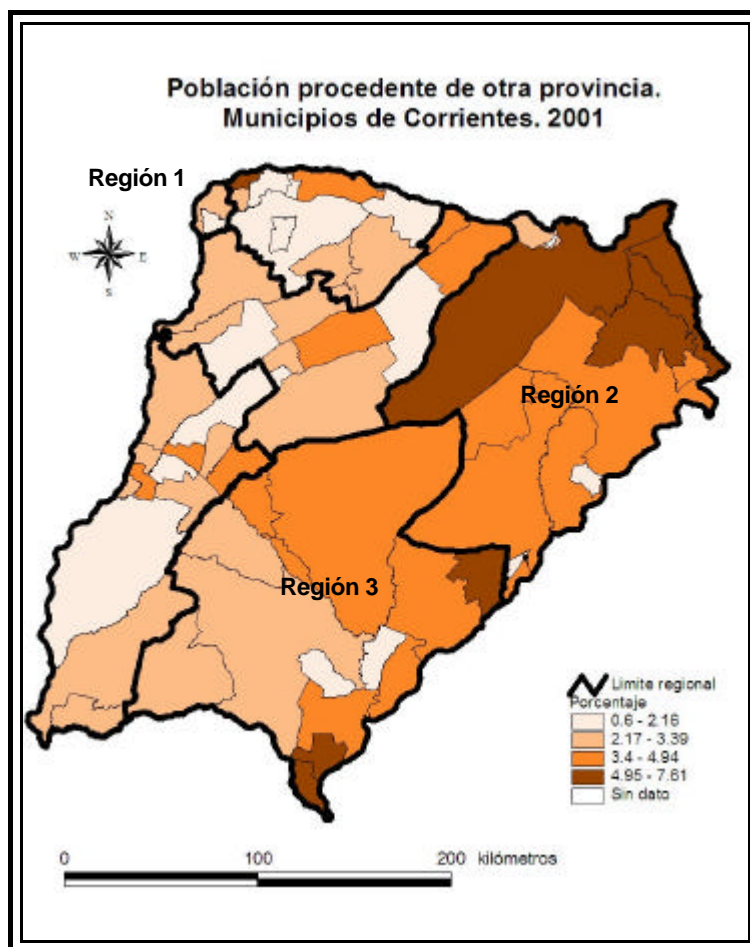 Población procedente de otra provincia.
Municipios de Corrientes. 2001
Región 1
N
W E
S
Región 2
Región 3
Limite regional
Porcentaje
0.6 - 2.16
2.17 - 3.39
3.4 - 4.94
4.95 - 7.61
Sin dato
0 100 200 kilómetros